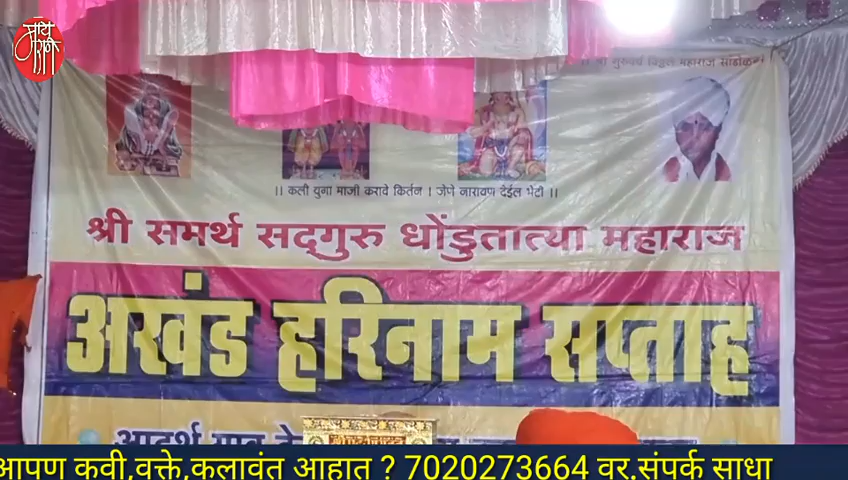 साथी
श्री गुरुवर्य विठ्ठल महाराज
।। कली युगा माजी करावे किर्तन । जेणे नारायण देईल भेटी ।।
श्री समर्थ सद्‌गुरु धोंडुतात्या महाराज
अखंड हरिनाम सप्ताह
आदर्श गाव
आपण कवी,वक्ते,कलावंत आहात ? 7020273664 वर.संपर्क साधा